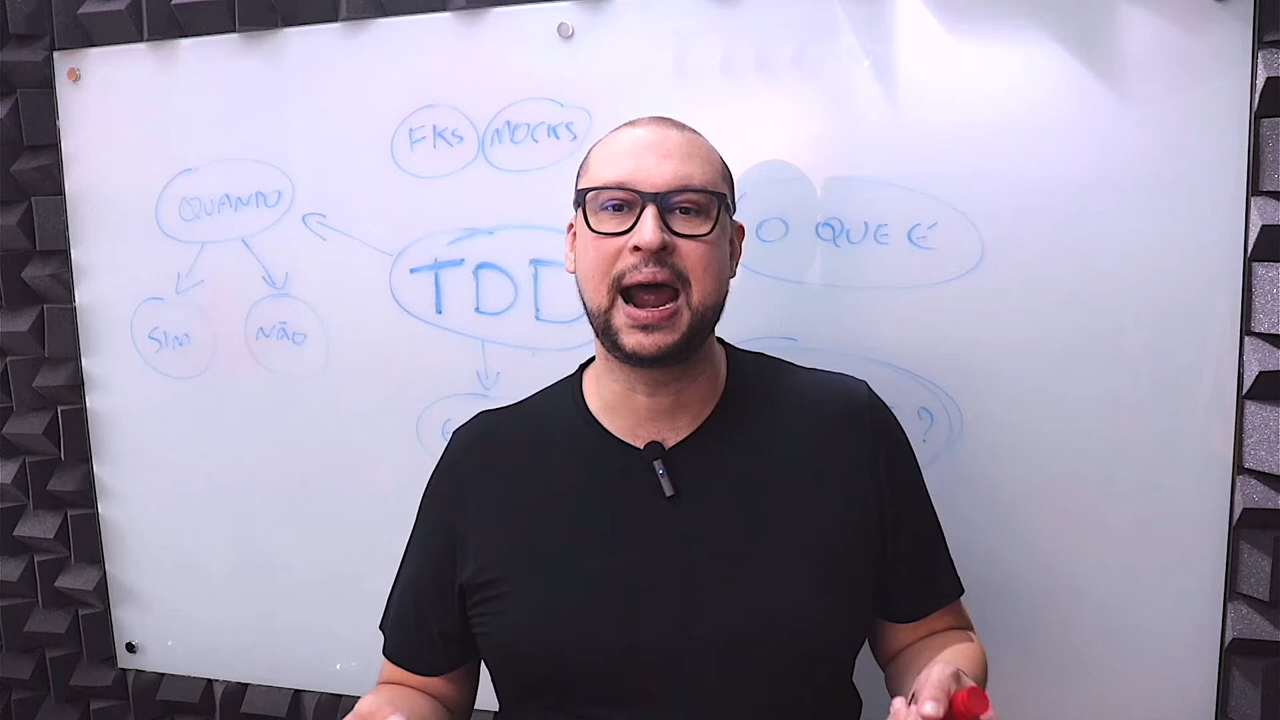 FKs
MOCKS
QUANDO
O QUE É
TDD
SIM
NÃO
?